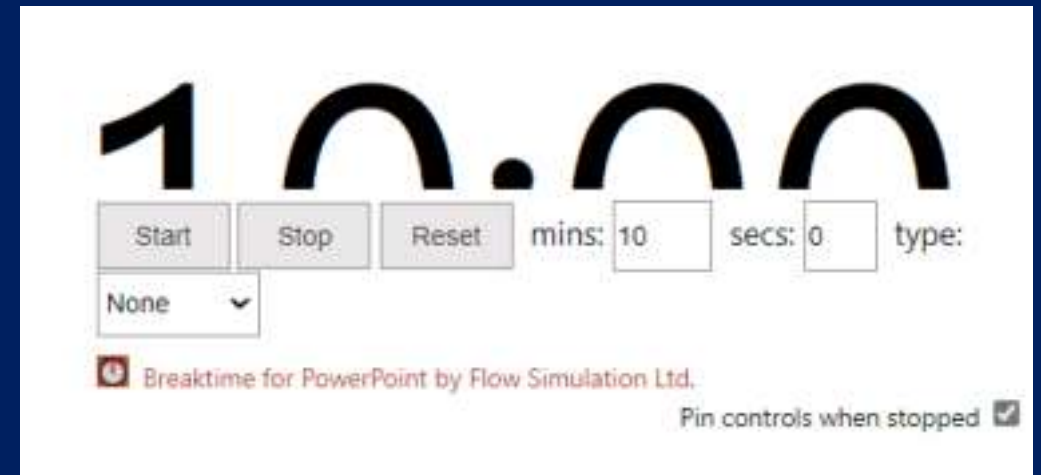 10:00
Start Stop Reset mins: 10 secs: 0 type:
None
Breaktime for PowerPoint by Flow Simulation Ltd.
Pin controls when stopped